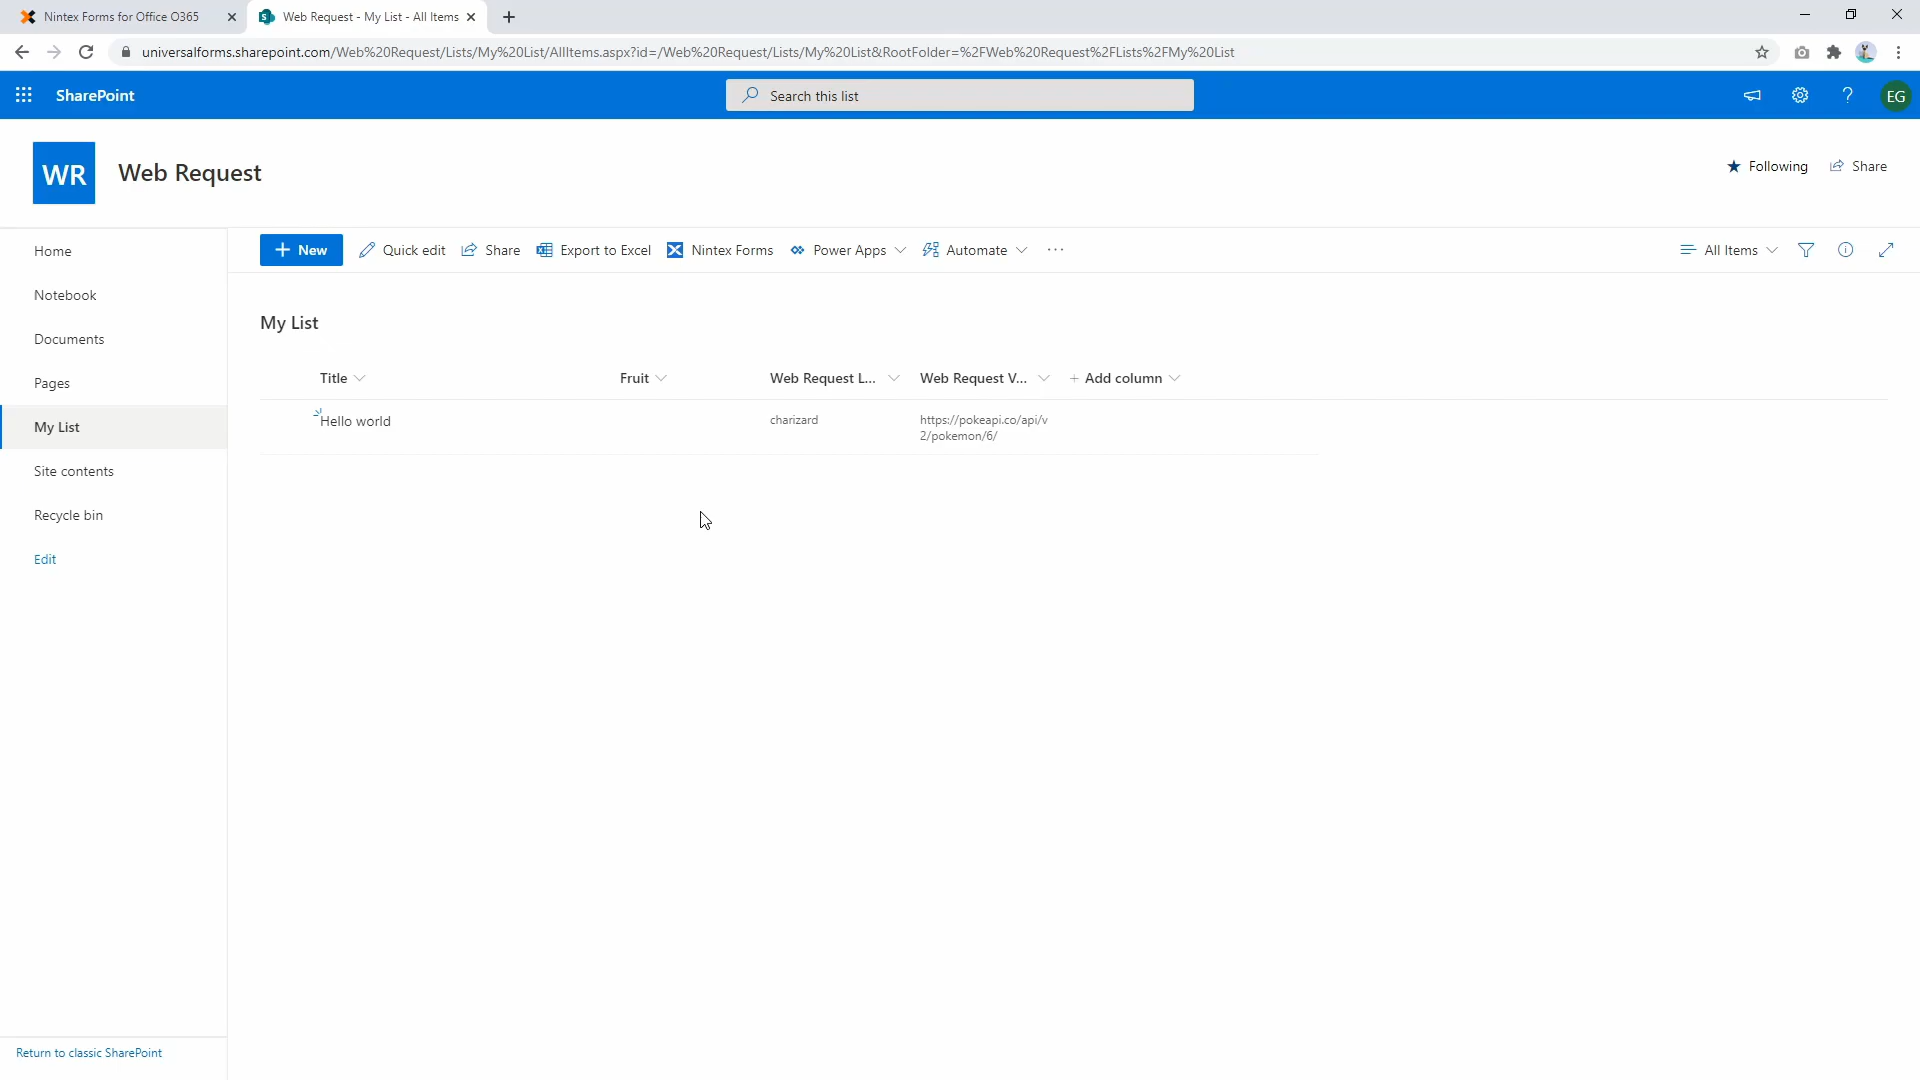 Nintex Forms for Office O365
Web Request - My List - All Items
universalforms.sharepoint.com/Web%20Request/Lists/My%20List/AllItems.aspx?id=/Web%20Request/Lists/My%20List&RootFolder=%2FWeb%20Request%2FLists%2FMy%20List
SharePoint
Search this list
?
EG
WR
Web Request
Following
Share
Home
Notebook
Documents
Pages
My List
Site contents
Recycle bin
Edit
Return to classic SharePoint
+ New
Quick edit
Share
Export to Excel
Nintex Forms
Power Apps
Automate
...
All Items
My List
Title
Fruit
Web Request L...
Web Request V...
+ Add column
Hello world
charizard
https://pokeapi.co/api/v
2/pokemon/6/